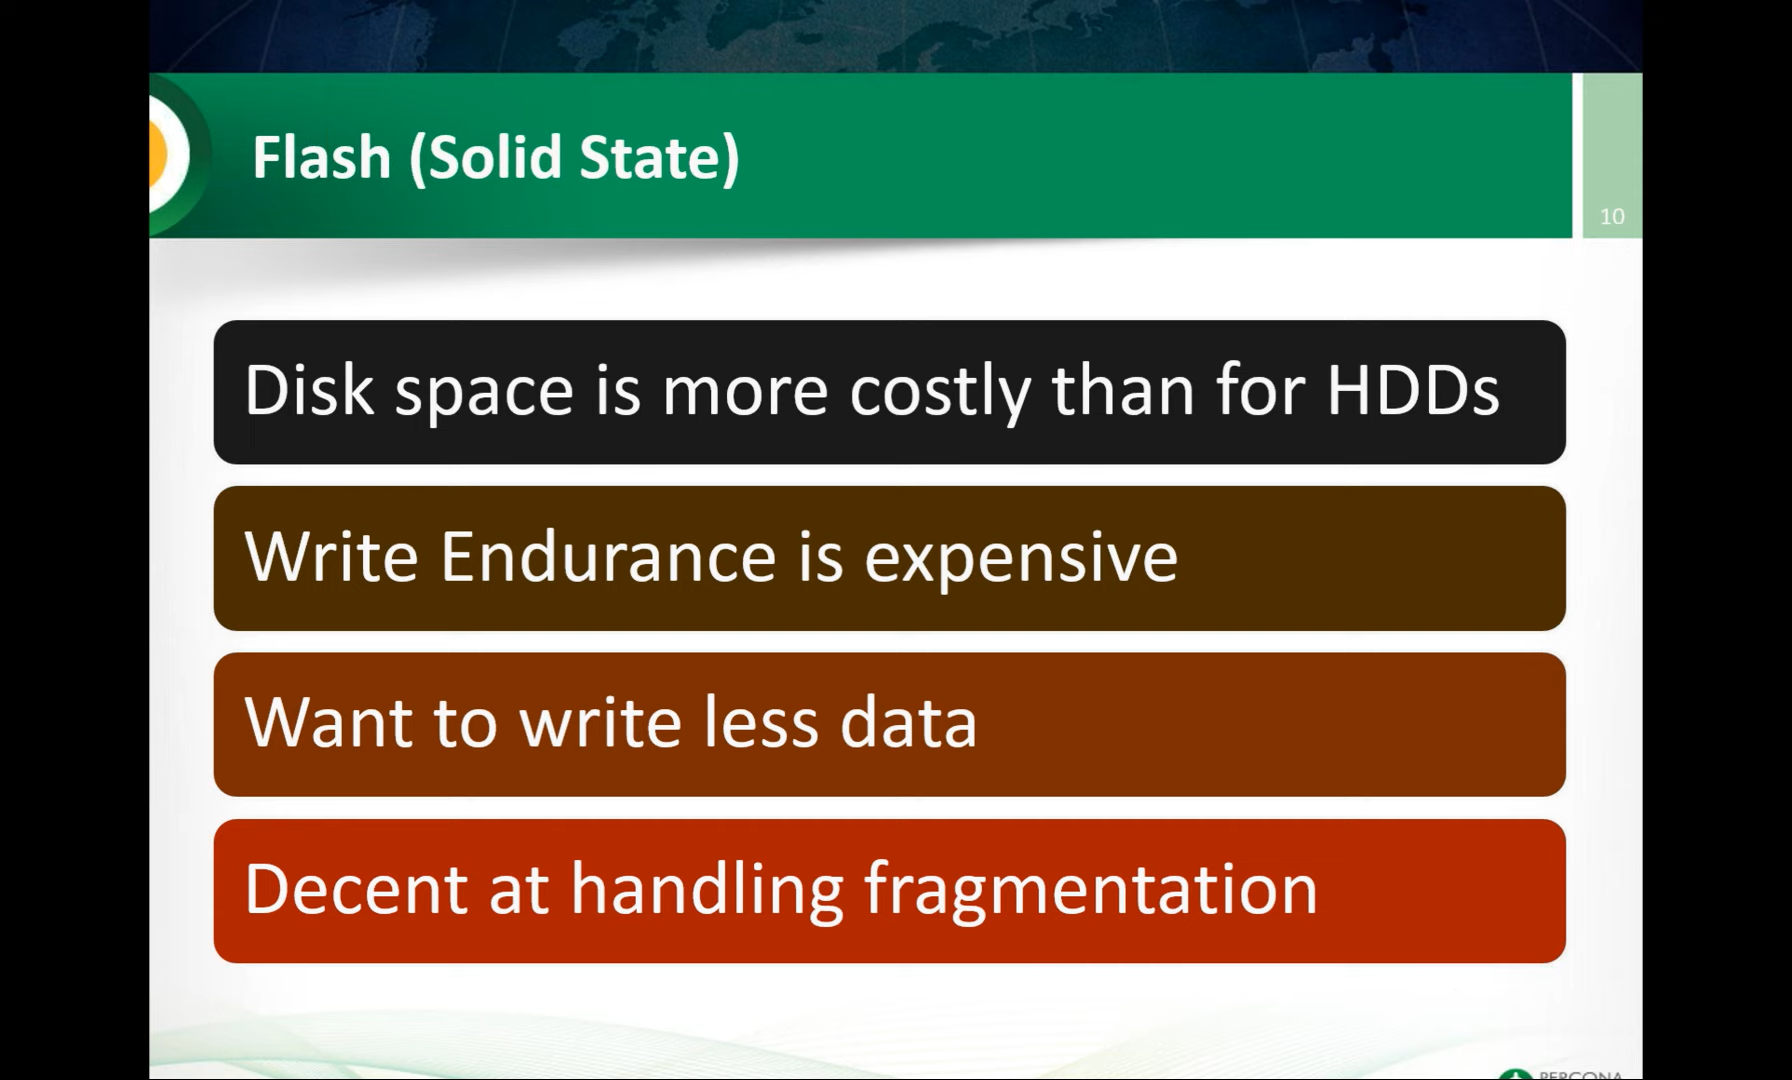 Flash (Solid State)
10
Disk space is more costly than for HDDs
Write Endurance is expensive
Want to write less data
Decent at handling fragmentation
PERCONA